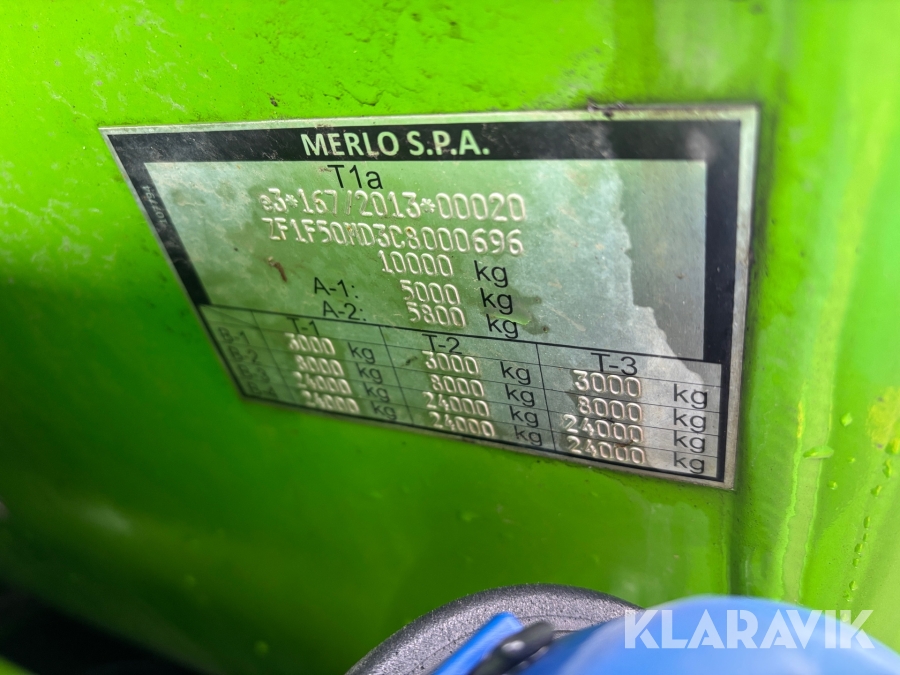 MERLO S.P.A.
T1a
e3*167/2013*00020
ZF1F50MD3C8000696
10000 kg
A-1: 5000 kg
A-2: 5800 kg
T-1 T-2 T-3
B-1 3000 kg 3000 kg 3000 kg
B-2 8000 kg 8000 kg 8000 kg
24000 kg 24000 kg 24000 kg
24000 kg 24000 kg 24000 kg
KLARAVIK